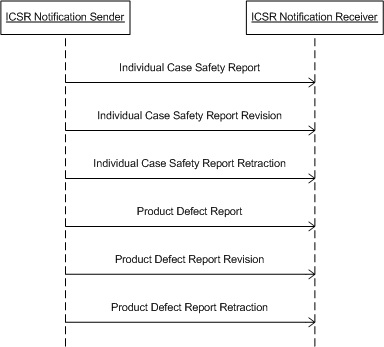 ICSR Notification Sender
ICSR Notification Receiver
Individual Case Safety Report
Individual Case Safety Report Revision
Individual Case Safety Report Retraction
Product Defect Report
Product Defect Report Revision
Product Defect Report Retraction